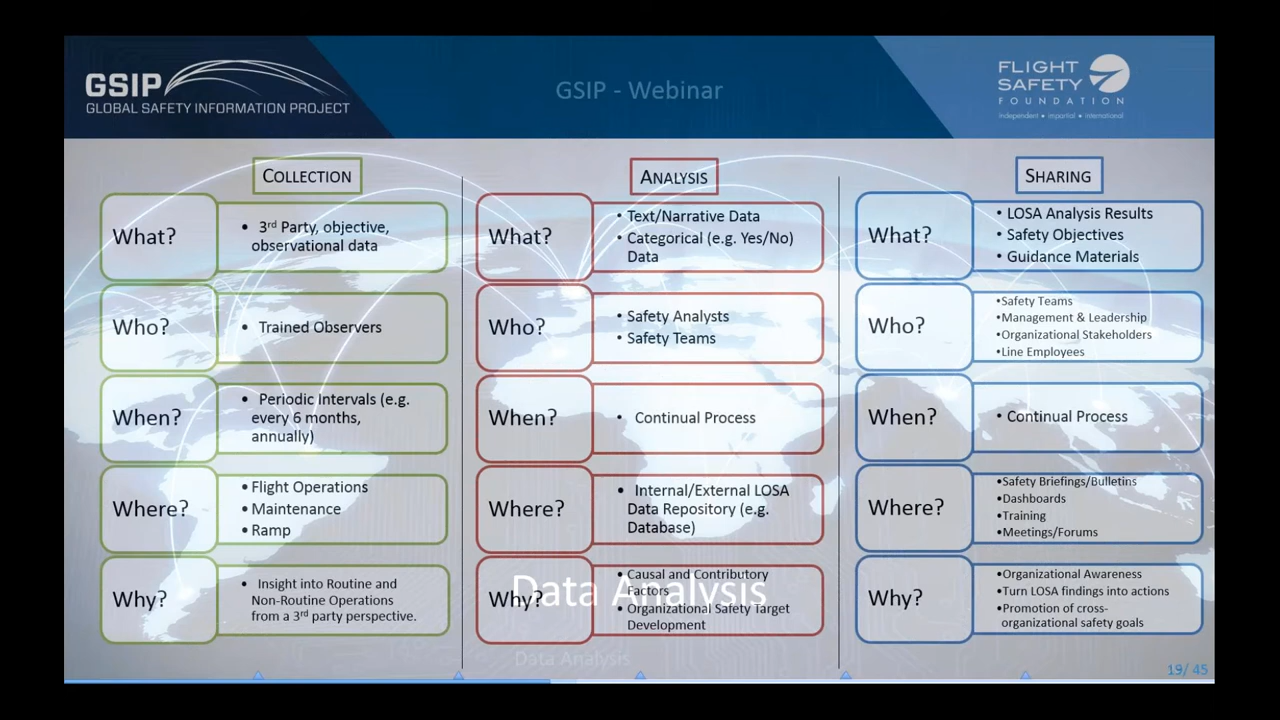 GSIP
GLOBAL SAFETY INFORMATION PROJECT
GSIP - Webinar
FLIGHT
SAFETY
FOUNDATION
independent • impartial • international
COLLECTION
What?
• 3rd Party, objective,
observational data
Who?
• Trained Observers
When?
• Periodic Intervals (e.g.
every 6 months,
annually)
Where?
• Flight Operations
• Maintenance
• Ramp
Why?
• Insight into Routine and
Non-Routine Operations
from a 3rd party perspective.
ANALYSIS
What?
• Text/Narrative Data
• Categorical (e.g. Yes/No)
Data
Who?
• Safety Analysts
• Safety Teams
When?
• Continual Process
Where?
• Internal/External LOSA
Data Repository (e.g.
Database)
Why?
• Causal and Contributory
Factors
• Organizational Safety Target
Development
Data Analysis
Data Analysis
SHARING
What?
• LOSA Analysis Results
• Safety Objectives
• Guidance Materials
Who?
•Safety Teams
•Management & Leadership
•Organizational Stakeholders
•Line Employees
When?
• Continual Process
Where?
•Safety Briefings/Bulletins
•Dashboards
•Training
•Meetings/Forums
Why?
•Organizational Awareness
•Turn LOSA findings into actions
•Promotion of cross-
organizational safety goals
19/ 45